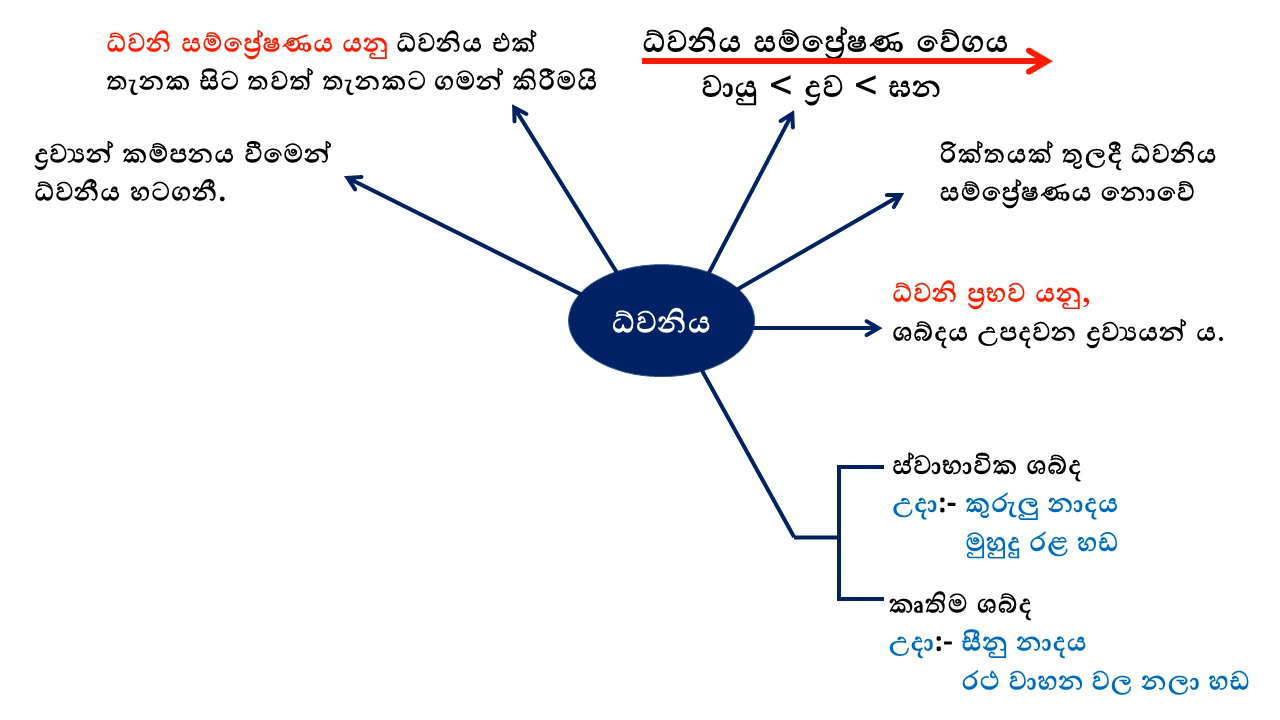 ධ්වනි සම්ප්‍රේෂණය යනු ධ්වනිය එක්
තැනක සිට තවත් තැනකට ගමන් කිරීමයි
ධ්වනිය සම්ප්‍රේෂණ වේගය
වායු < ද්‍රව < ඝන
ද්‍රව්‍යන් කම්පනය වීමෙන්
ධ්වනීය හටගනී.
රික්තයක් තුලදී ධ්වනිය
සම්ප්‍රේෂණය නොවේ
ධ්වනි ප්‍රභව යනු,
ශබ්දය උපදවන ද්‍රව්‍යයන් ය.
ධ්වනිය
ස්වාභාවික ශබ්ද
උදා:- කුරුලු නාදය
මුහුදු රළ හඩ
කෘතිම ශබ්ද
උදා:- සීනු නාදය
රථ වාහන වල නලා හඩ